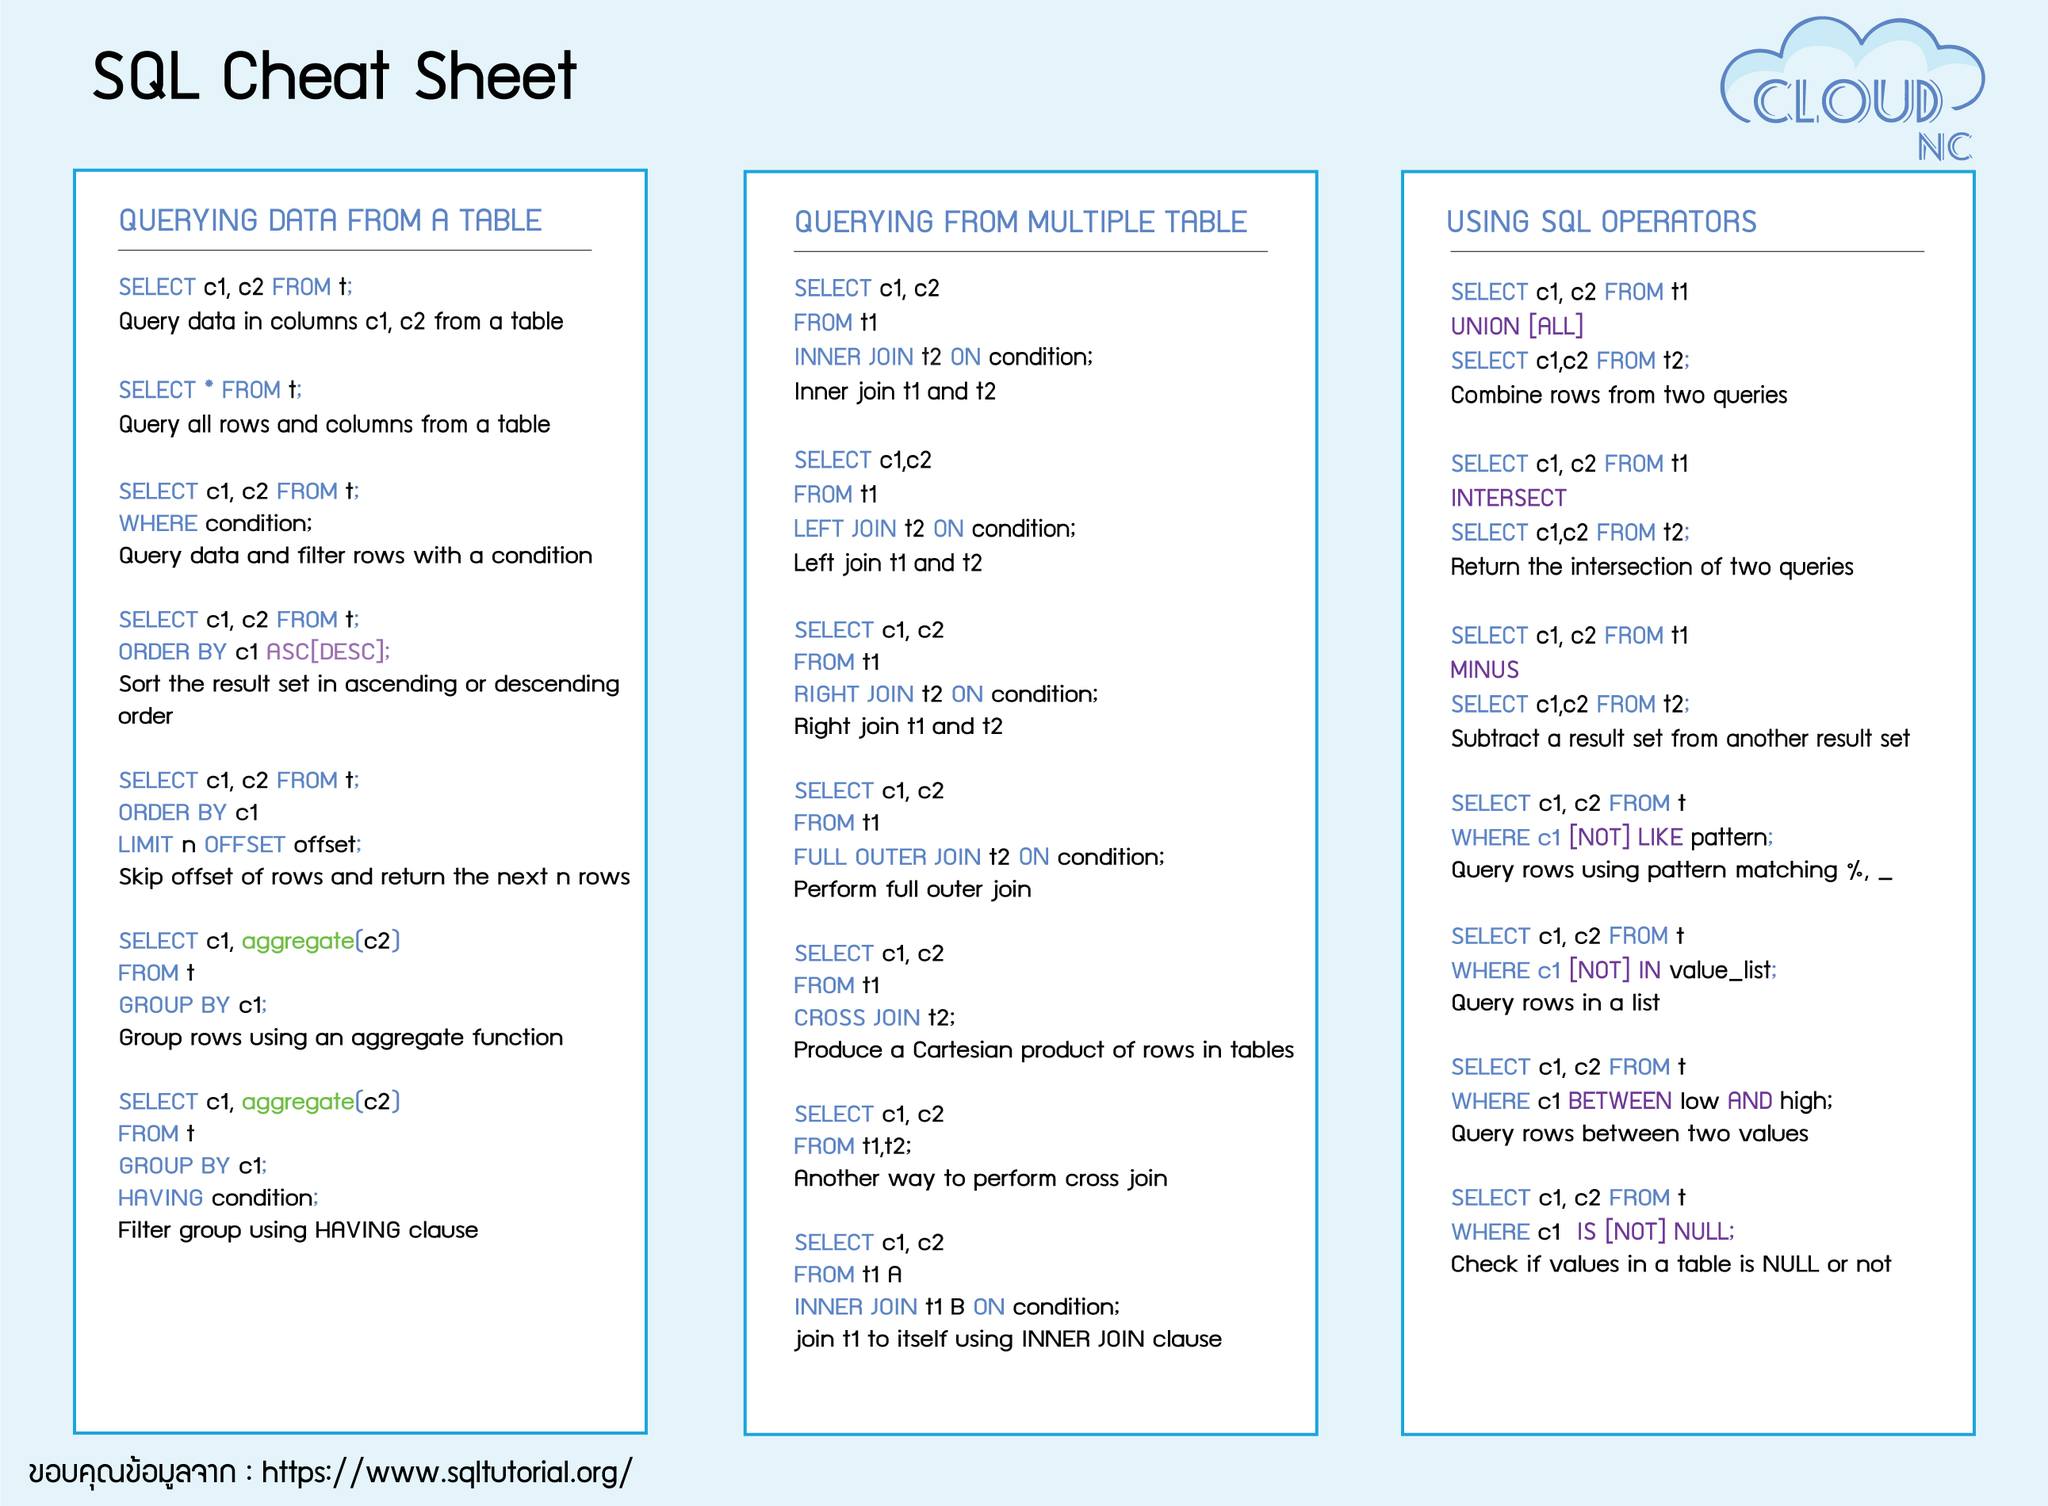 SQL Cheat Sheet
CLOUD
NC
QUERYING DATA FROM A TABLE
SELECT c1, c2 FROM t;
Query data in columns c1, c2 from a table
SELECT * FROM t;
Query all rows and columns from a table
SELECT c1, c2 FROM t;
WHERE condition;
Query data and filter rows with a condition
SELECT c1, c2 FROM t;
ORDER BY c1 ASC[DESC];
Sort the result set in ascending or descending
order
SELECT c1, c2 FROM t;
ORDER BY c1
LIMIT n OFFSET offset;
Skip offset of rows and return the next n rows
SELECT c1, aggregate(c2)
FROM t
GROUP BY c1;
Group rows using an aggregate function
SELECT c1, aggregate(c2)
FROM t
GROUP BY c1;
HAVING condition;
Filter group using HAVING clause
QUERYING FROM MULTIPLE TABLE
SELECT c1, c2
FROM t1
INNER JOIN t2 ON condition;
Inner join t1 and t2
SELECT c1,c2
FROM t1
LEFT JOIN t2 ON condition;
Left join t1 and t2
SELECT c1, c2
FROM t1
RIGHT JOIN t2 ON condition;
Right join t1 and t2
SELECT c1, c2
FROM t1
FULL OUTER JOIN t2 ON condition;
Perform full outer join
SELECT c1, c2
FROM t1
CROSS JOIN t2;
Produce a Cartesian product of rows in tables
SELECT c1, c2
FROM t1,t2;
Another way to perform cross join
SELECT c1, c2
FROM t1 A
INNER JOIN t1 B ON condition;
join t1 to itself using INNER JOIN clause
USING SQL OPERATORS
SELECT c1, c2 FROM t1
UNION [ALL]
SELECT c1,c2 FROM t2;
Combine rows from two queries
SELECT c1, c2 FROM t1
INTERSECT
SELECT c1,c2 FROM t2;
Return the intersection of two queries
SELECT c1, c2 FROM t1
MINUS
SELECT c1,c2 FROM t2;
Subtract a result set from another result set
SELECT c1, c2 FROM t
WHERE c1 [NOT] LIKE pattern;
Query rows using pattern matching %, _
SELECT c1, c2 FROM t
WHERE c1 [NOT] IN value_list;
Query rows in a list
SELECT c1, c2 FROM t
WHERE c1 BETWEEN low AND high;
Query rows between two values
SELECT c1, c2 FROM t
WHERE c1 IS [NOT] NULL;
Check if values in a table is NULL or not
ขอบคุณข้อมูลจาก : https://www.sqltutorial.org/